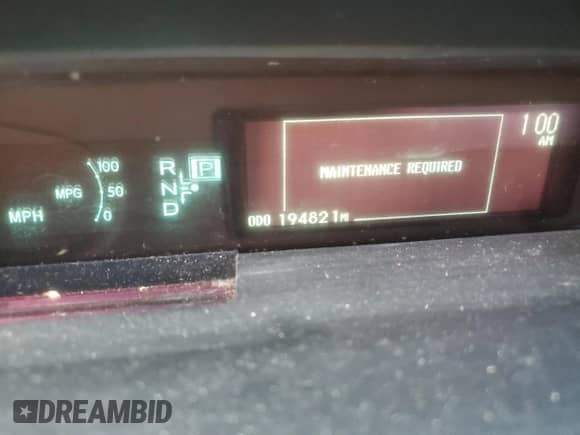 100
R P
MPG 50
N
MPH 0
D
1:00
AM
MAINTENANCE REQUIRED
ODO 194821MI
DREAMBID